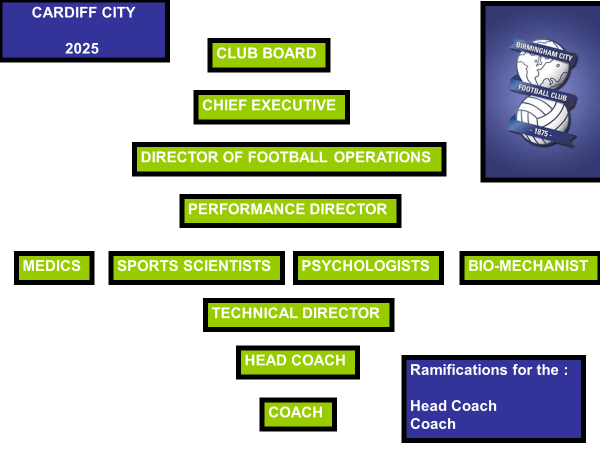 CARDIFF CITY
2025
CLUB BOARD
CHIEF EXECUTIVE
DIRECTOR OF FOOTBALL OPERATIONS
PERFORMANCE DIRECTOR
BIRMINGHAM CITY
FOOTBALL CLUB
- 1875 -
MEDICS
SPORTS SCIENTISTS
PSYCHOLOGISTS
BIO-MECHANIST
TECHNICAL DIRECTOR
HEAD COACH
COACH
Ramifications for the :
Head Coach
Coach